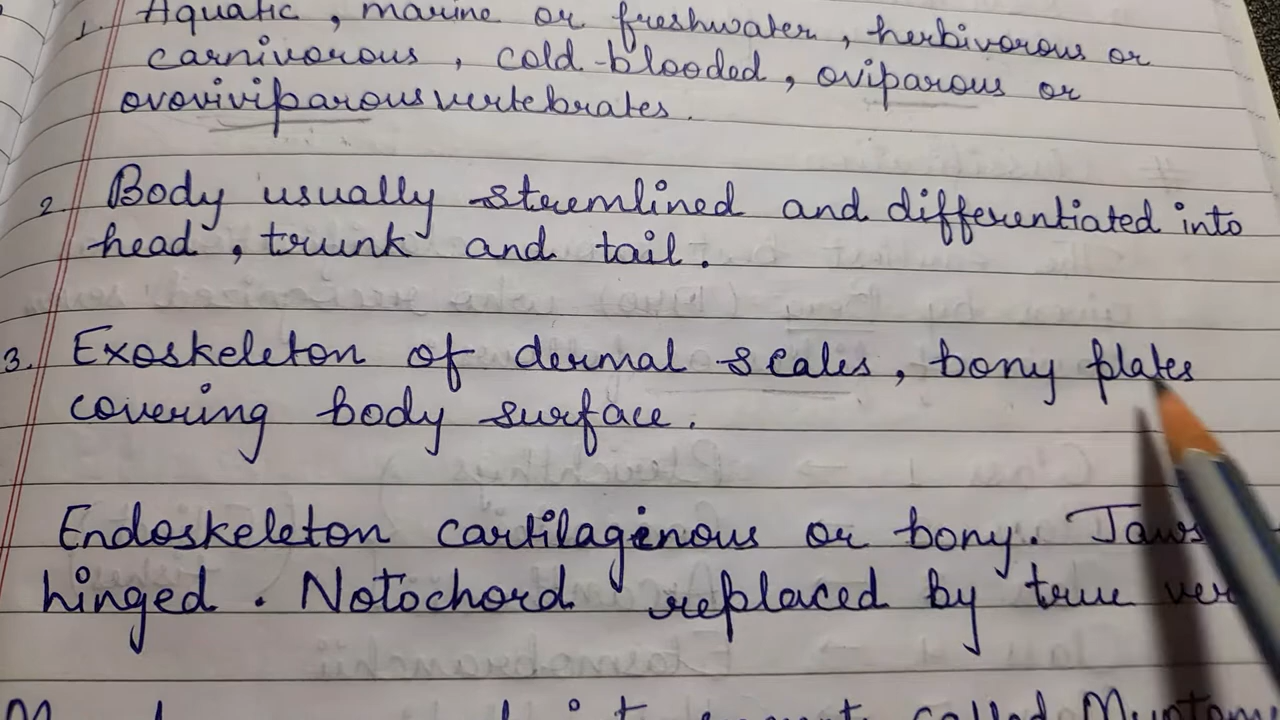 1. Aquatic, marine or freshwater, herbivorous or
carnivorous, cold-blooded, oviparous or
ovoviviparous vertebrates.
2. Body usually streamlined and differentiated into
head, trunk and tail.
3. Exoskeleton of dermal scales, bony plates
covering body surface.
Endoskeleton cartilagenous or bony. Jaws
hinged. Notochord replaced by true
called